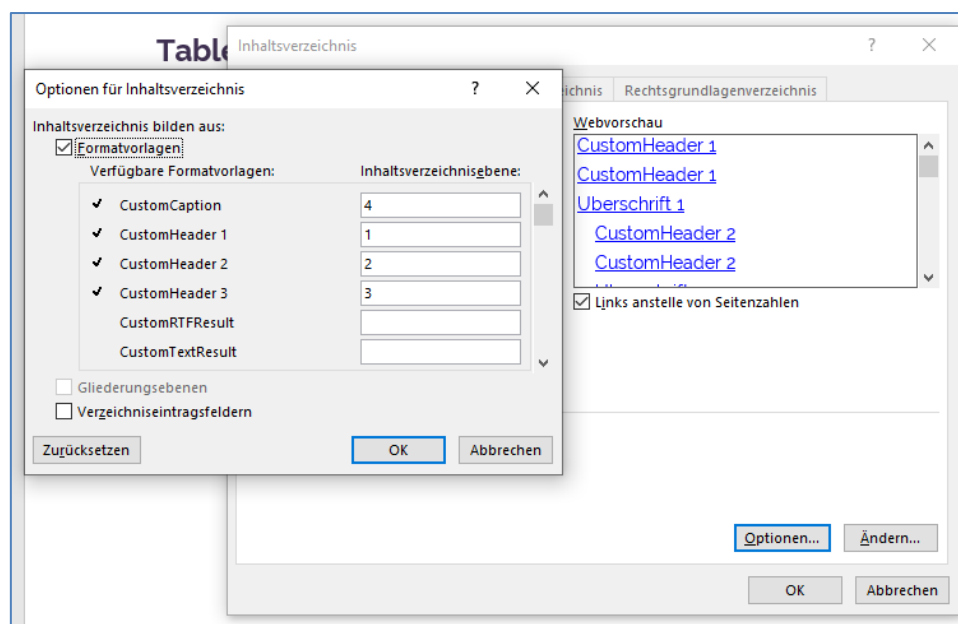 Table
Inhaltsverzeichnis ?
Optionen für Inhaltsverzeichnis ?
Inhaltsverzeichnis bilden aus:
Formatvorlagen
Verfügbare Formatvorlagen: Inhaltsverzeichnisebene:
CustomCaption 4
CustomHeader 1 1
CustomHeader 2 2
CustomHeader 3 3
CustomRTFResult
CustomTextResult
Gliederungsebenen
Verzeichniseintragsfeldern
Zurücksetzen OK Abbrechen
ichnis Rechtsgrundlagenverzeichnis
Webvorschau
CustomHeader 1
CustomHeader 1
Überschrift 1
CustomHeader 2
CustomHeader 2
Links anstelle von Seitenzahlen
Optionen... Ändern...
OK Abbrechen